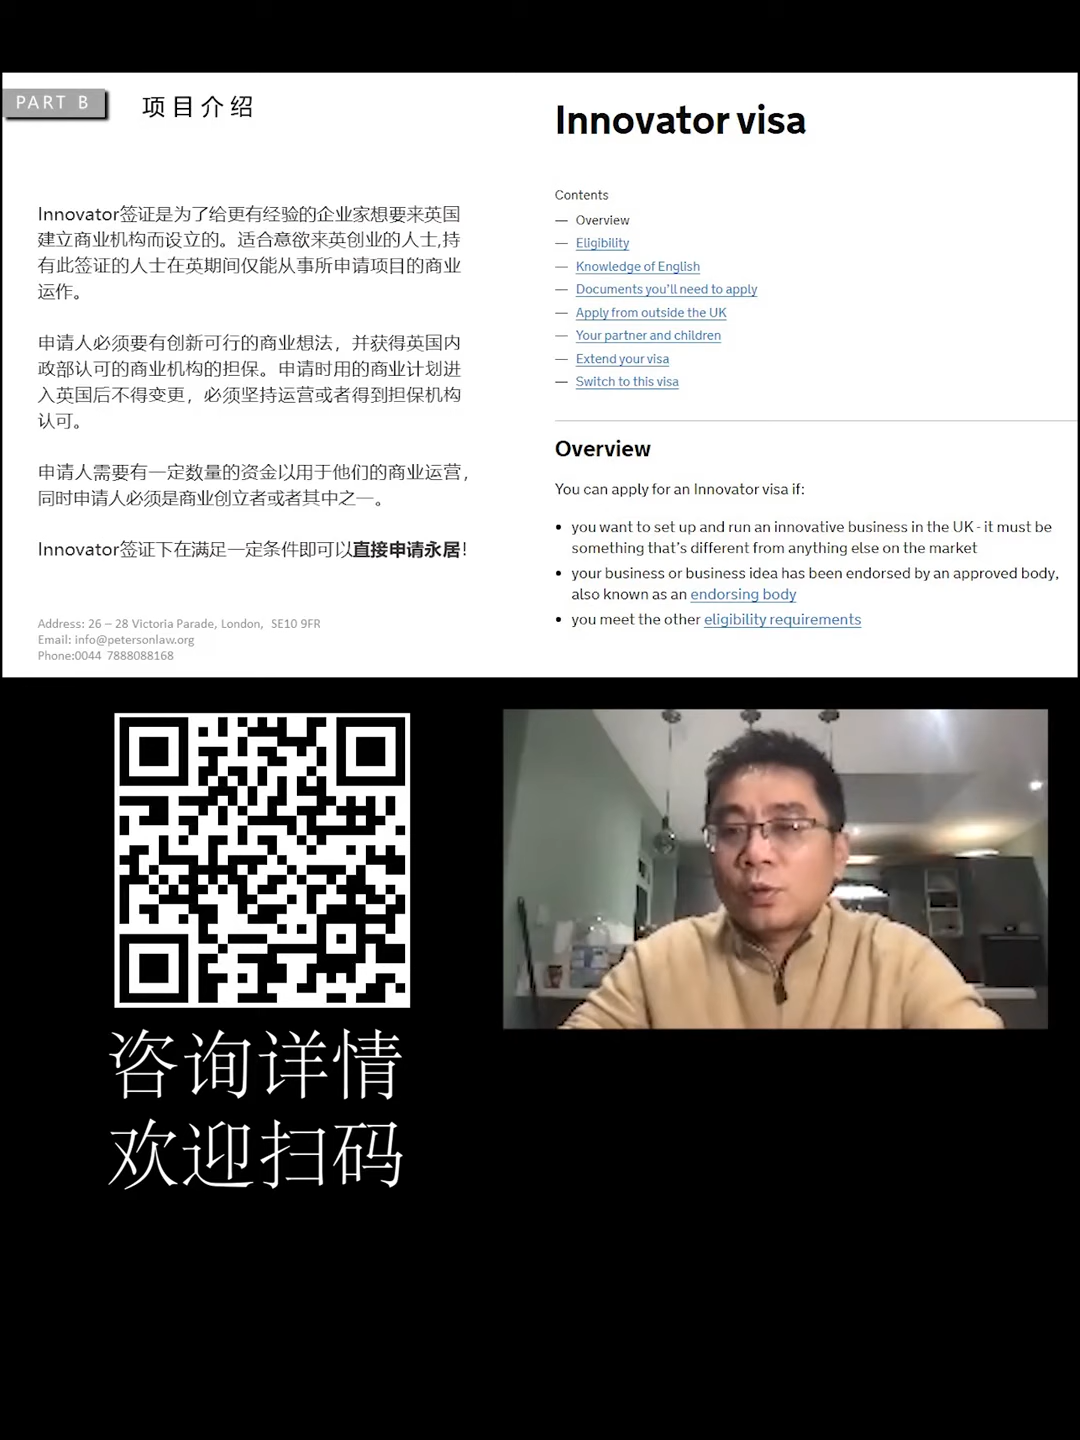 PART B
项目介绍
Innovator签证是为了给更有经验的企业家想要来英国
建立商业机构而设立的。适合意欲来英创业的人士,持
有此签证的人士在英期间仅能从事所申请项目的商业
运作。
申请人必须要有创新可行的商业想法，并获得英国内
政部认可的商业机构的担保。申请时用的商业计划进
入英国后不得变更，必须坚持运营或者得到担保机构
认可。
申请人需要有一定数量的资金以用于他们的商业运营，
同时申请人必须是商业创立者或者其中之一。
Innovator签证下在满足一定条件即可以直接申请永居!
Address: 26 – 28 Victoria Parade, London, SE10 9FR
Email: info@petersonlaw.org
Phone:0044 7888088168
Innovator visa
Contents
— Overview
— Eligibility
— Knowledge of English
— Documents you'll need to apply
— Apply from outside the UK
— Your partner and children
— Extend your visa
— Switch to this visa
Overview
You can apply for an Innovator visa if:
• you want to set up and run an innovative business in the UK - it must be
something that's different from anything else on the market
• your business or business idea has been endorsed by an approved body,
also known as an endorsing body
• you meet the other eligibility requirements
咨询详情
欢迎扫码